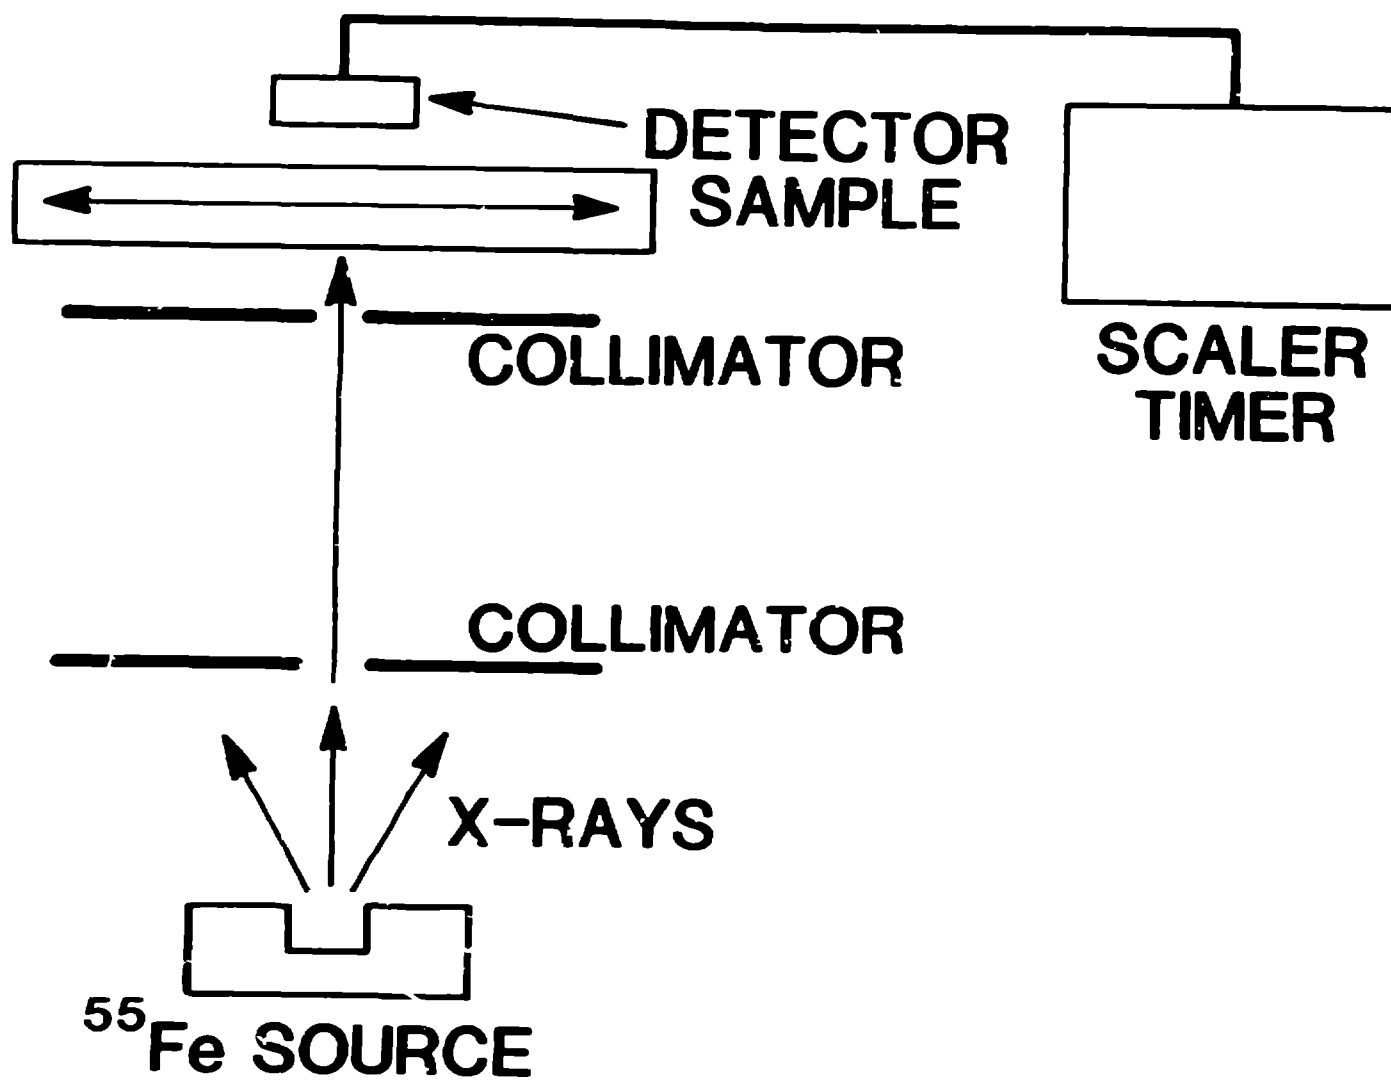 DETECTOR
SAMPLE
SCALER
TIMER
COLLIMATOR
COLLIMATOR
X-RAYS
⁵⁵Fe SOURCE